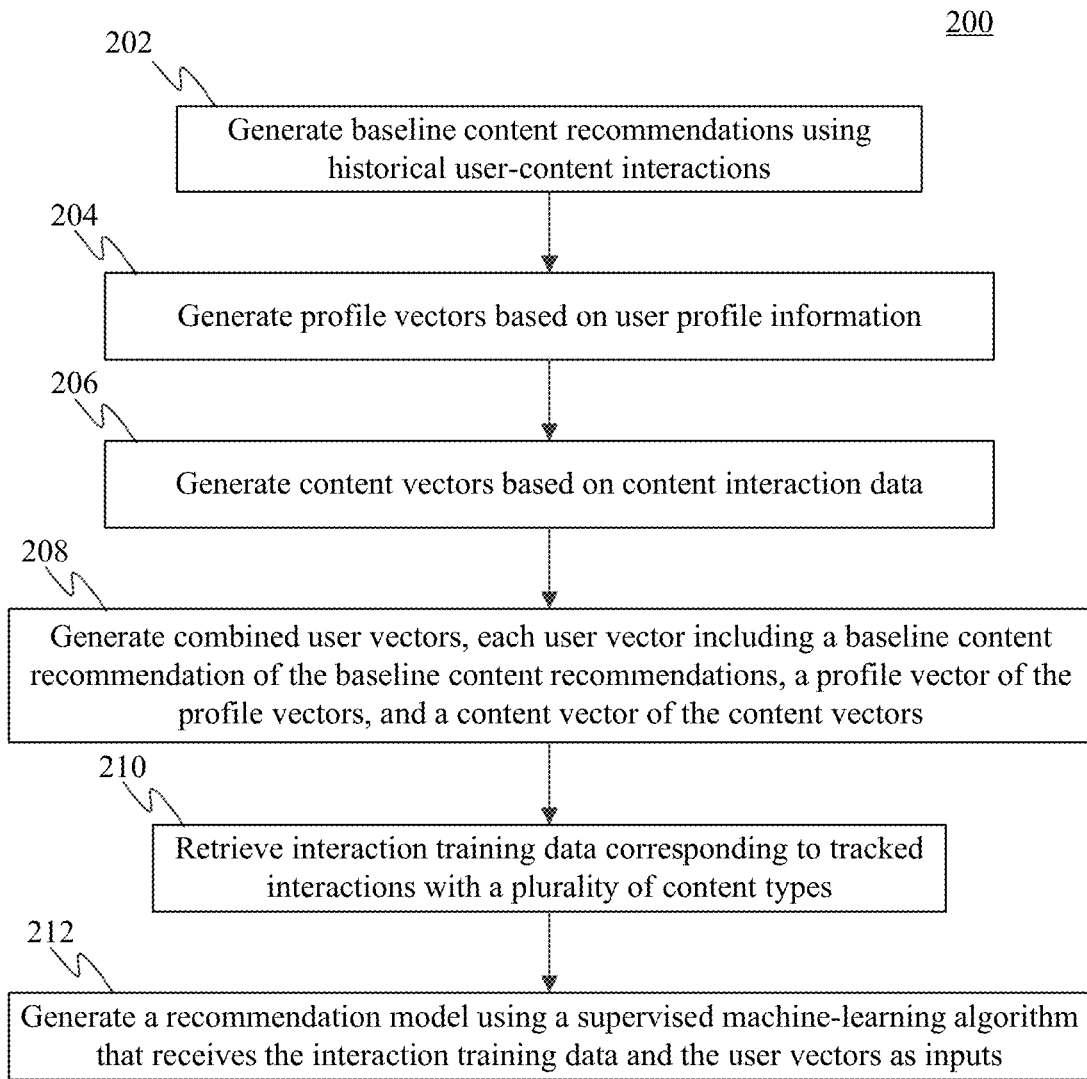 200
202
Generate baseline content recommendations using
historical user-content interactions
204
Generate profile vectors based on user profile information
206
Generate content vectors based on content interaction data
208
Generate combined user vectors, each user vector including a baseline content
recommendation of the baseline content recommendations, a profile vector of the
profile vectors, and a content vector of the content vectors
210
Retrieve interaction training data corresponding to tracked
interactions with a plurality of content types
212
Generate a recommendation model using a supervised machine-learning algorithm
that receives the interaction training data and the user vectors as inputs